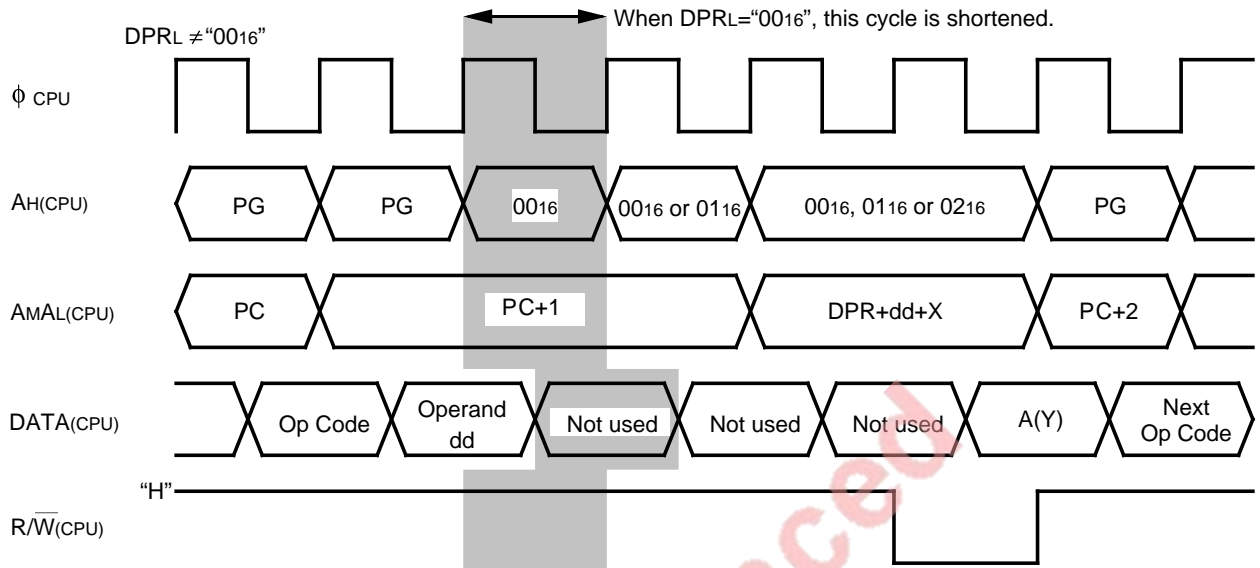 When DPRL="0016", this cycle is shortened.
DPRL ≠“0016”
ϕ CPU
AH(CPU)
PG
PG
0016
0016 or 0116
0016, 0116 or 0216
PG
AMAL(CPU)
PC
PC+1
DPR+dd+X
PC+2
DATA(CPU)
Op Code
Operand dd
Not used
Not used
Not used
A(Y)
Next Op Code
“H”
R/W̅(CPU)